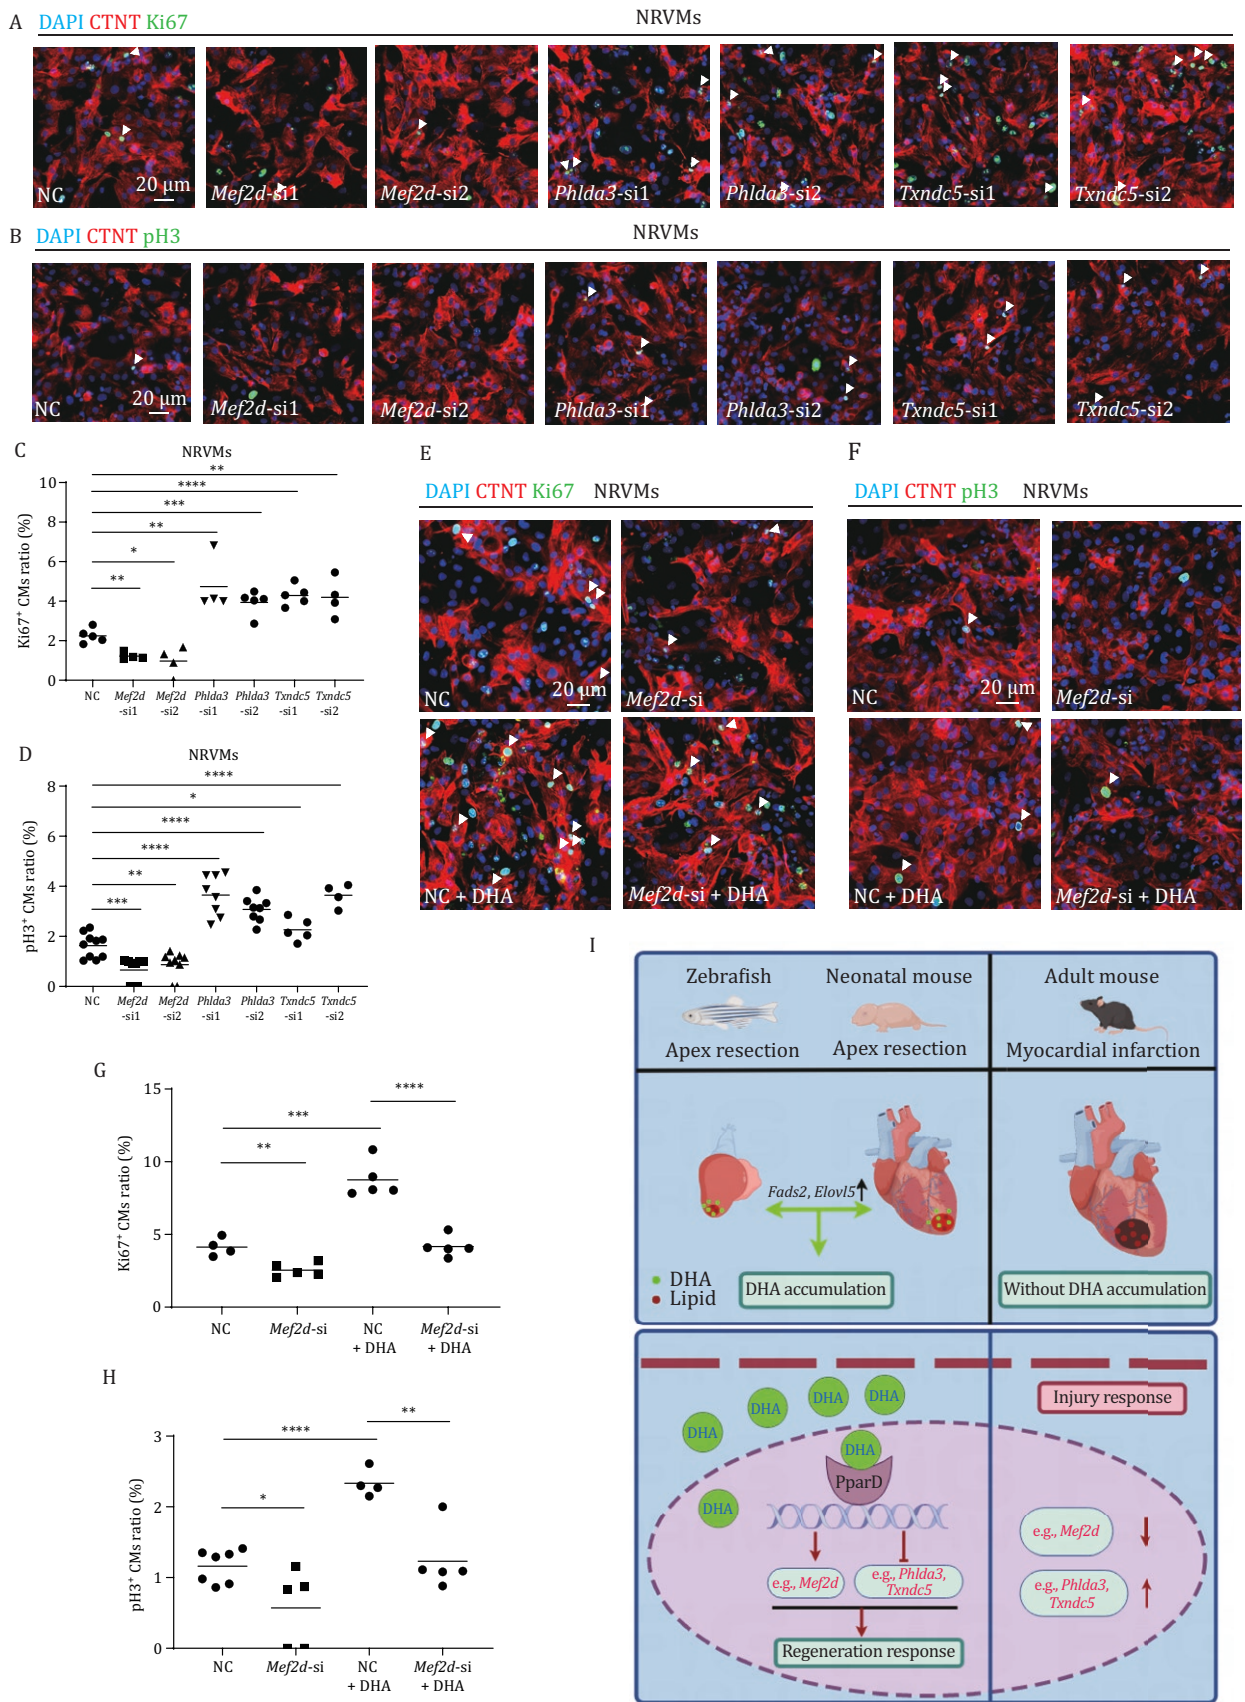 A
DAPI CTNT Ki67
NRVMs
NC
20 μm
Mef2d-si1
Mef2d-si2
Phlda3-si1
Phlda3-si2
Txndc5-si1
Txndc5-si2
B
DAPI CTNT pH3
NRVMs
NC
20 μm
Mef2d-si1
Mef2d-si2
Phlda3-si1
Phlda3-si2
Txndc5-si1
Txndc5-si2
C
NRVMs
Ki67⁺ CMs ratio (%)
10
8
6
4
2
0
**
****
***
**
*
**
NC
Mef2d
-si1
Mef2d
-si2
Phlda3
-si1
Phlda3
-si2
Txndc5
-si1
Txndc5
-si2
D
NRVMs
pH3⁺ CMs ratio (%)
8
6
4
2
0
****
*
****
****
**
***
NC
Mef2d
-si1
Mef2d
-si2
Phlda3
-si1
Phlda3
-si2
Txndc5
-si1
Txndc5
-si2
E
DAPI CTNT Ki67 NRVMs
NC
20 μm
Mef2d-si
NC + DHA
Mef2d-si + DHA
F
DAPI CTNT pH3 NRVMs
NC
20 μm
Mef2d-si
NC + DHA
Mef2d-si + DHA
G
Ki67⁺ CMs ratio (%)
15
10
5
0
****
***
**
NC
Mef2d-si
NC
+ DHA
Mef2d-si
+ DHA
H
pH3⁺ CMs ratio (%)
3
2
1
0
**
****
*
NC
Mef2d-si
NC
+ DHA
Mef2d-si
+ DHA
I
Zebrafish
Apex resection
Neonatal mouse
Apex resection
Adult mouse
Myocardial infarction
Fads2, Elovl5
DHA
Lipid
DHA accumulation
Without DHA accumulation
Injury response
DHA
DHA
DHA
DHA
DHA
DHA
DHA
PparD
e.g., Mef2d
e.g., Phlda3,
Txndc5
Regeneration response
e.g., Mef2d
e.g., Phlda3,
Txndc5